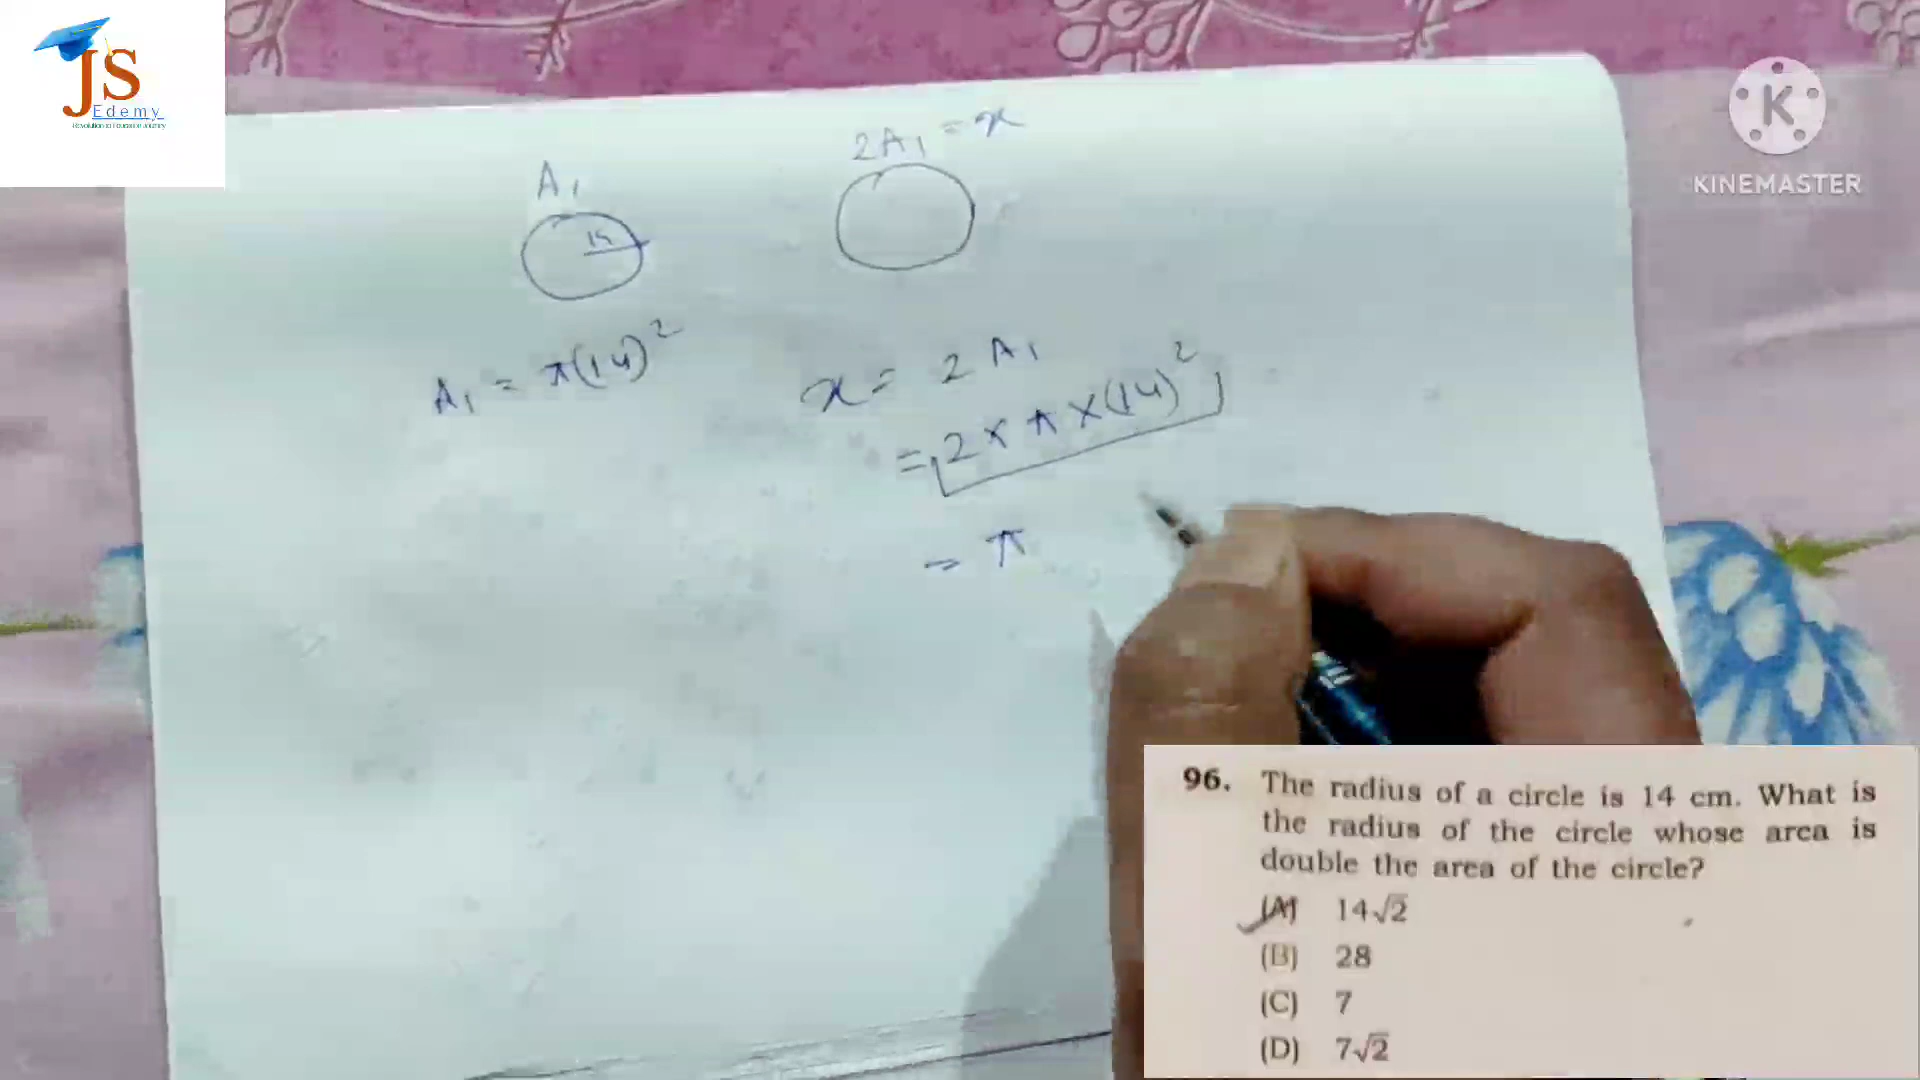 JS
Edemy
KINEMASTER
A₁
14
2A₁ = x
A₁ = π(14)²
x = 2A₁
= 2 × π × (14)²
= π
96. The radius of a circle is 14 cm. What is
the radius of the circle whose area is
double the area of the circle?
(A) 14√2
(B) 28
(C) 7
(D) 7√2